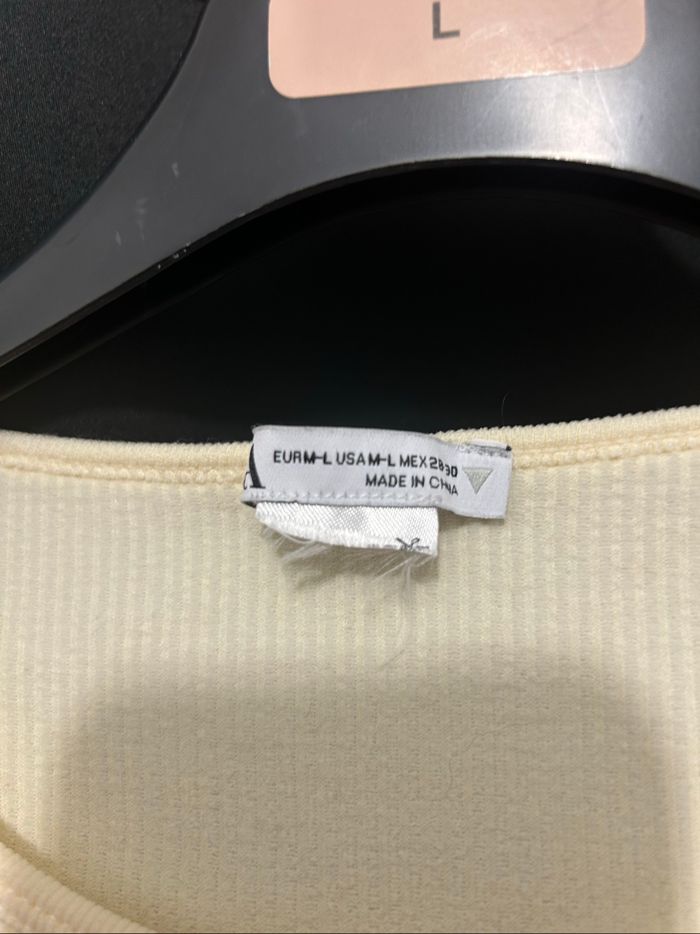 L
EUR M-L USA M-L MEX 28-30
MADE IN CHINA
A